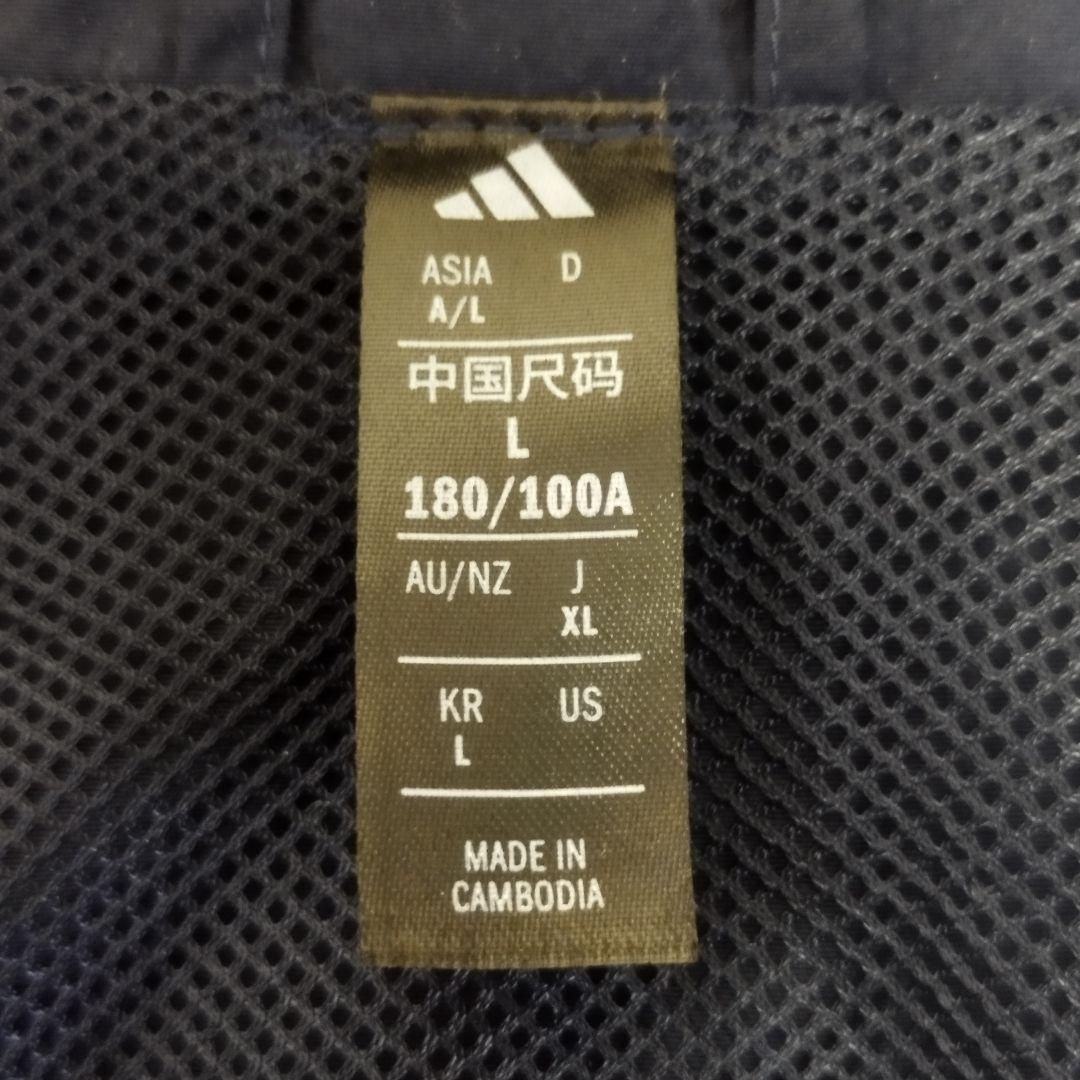 ASIA D
A/L
中国尺码
L
180/100A
AU/NZ J
XL
KR US
L
MADE IN
CAMBODIA